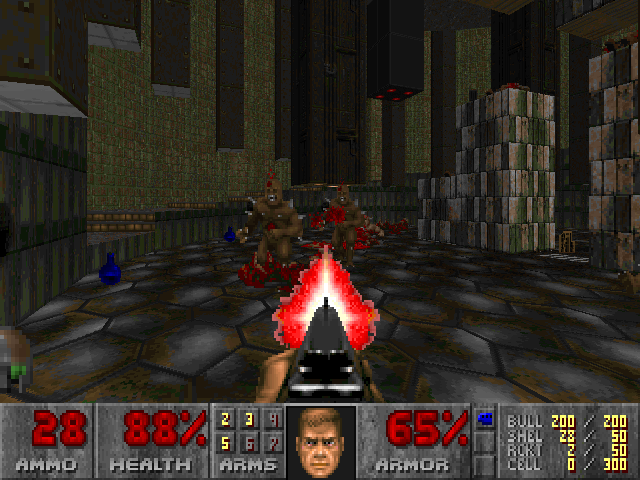 28 88% 2 3 4 65% BULL 200 / 200
5 6 7 SHEL 28 / 50
RCKT 2 / 50
AMMO HEALTH ARMS ARMOR CELL 0 / 300